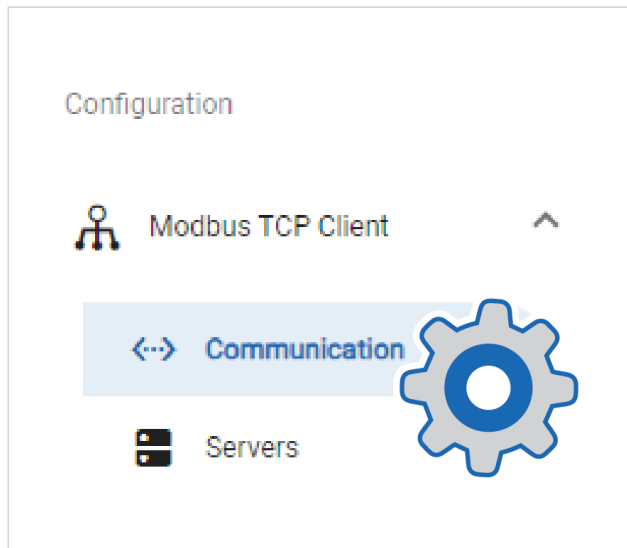 Configuration
Modbus TCP Client
Communication
Servers